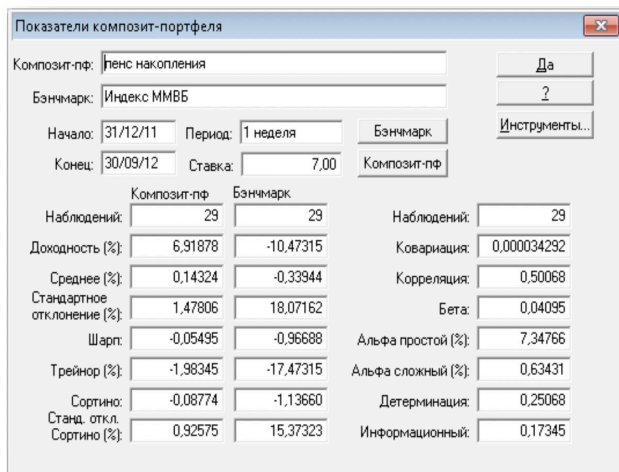 Показатели композит-портфеля
Композит-пф: пенс накопления Да
Бэнчмарк: Индекс ММВБ ?
Начало: 31/12/11 Период: 1 неделя Бэнчмарк Инструменты...
Конец: 30/09/12 Ставка: 7,00 Композит-пф
Композит-пф Бэнчмарк
Наблюдений: 29 29 Наблюдений: 29
Доходность (%): 6,91878 -10,47315 Ковариация: 0,000034292
Среднее (%): 0,14324 -0,33944 Корреляция: 0,50068
Стандартное
отклонение (%): 1,47806 18,07162 Бета: 0,04095
Шарп: -0,05495 -0,96688 Альфа простой (%): 7,34766
Трейнор (%): -1,98345 -17,47315 Альфа сложный (%): 0,63431
Сортино: -0,08774 -1,13660 Детерминация: 0,25068
Станд. откл.
Сортино (%): 0,92575 15,37323 Информационный: 0,17345